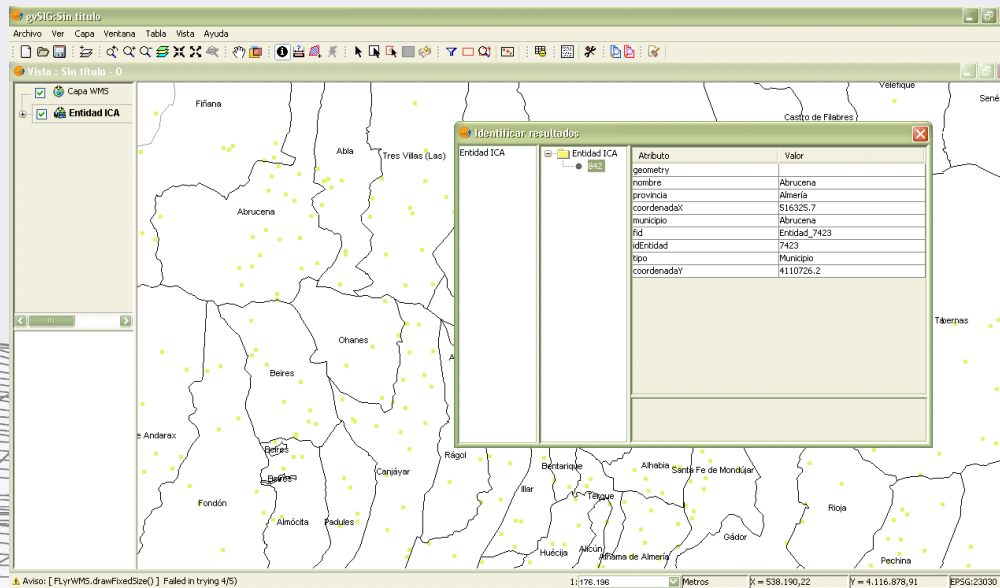 gvSIG:Sin título
Archivo Ver Capa Ventana Tabla Vista Ayuda
Vista : Sin título - 0
Capa WMS
Entidad ICA
Fiñana
Velefique
Sené
Castro de Filabres
Abla
Tres Villas (Las)
Abrucena
Identificar resultados
Entidad ICA
Entidad ICA
842
Atributo Valor
geometry
nombre Abrucena
provincia Almería
coordenadaX 516325.7
municipio Abrucena
fid Entidad_7423
idEntidad 7423
tipo Municipio
coordenadaY 4110726.2
Tabernas
Ohanes
Beires
A
e Andarax
Beires
Rágol
Beires
Canjáyar
Bentarique
Alhabia
Santa Fe de Mondújar
Fondón
Illar
Terque
Rioja
Almócita
Padules
Gádor
Huécija
Alicún
Alhama de Almería
Pechina
Aviso: [ FLyrWMS.drawFixedSize() ] Failed in trying 4/5)
1: 176.196
Metros
X = 538.190,22
Y = 4.116.878,91
EPSG:23030